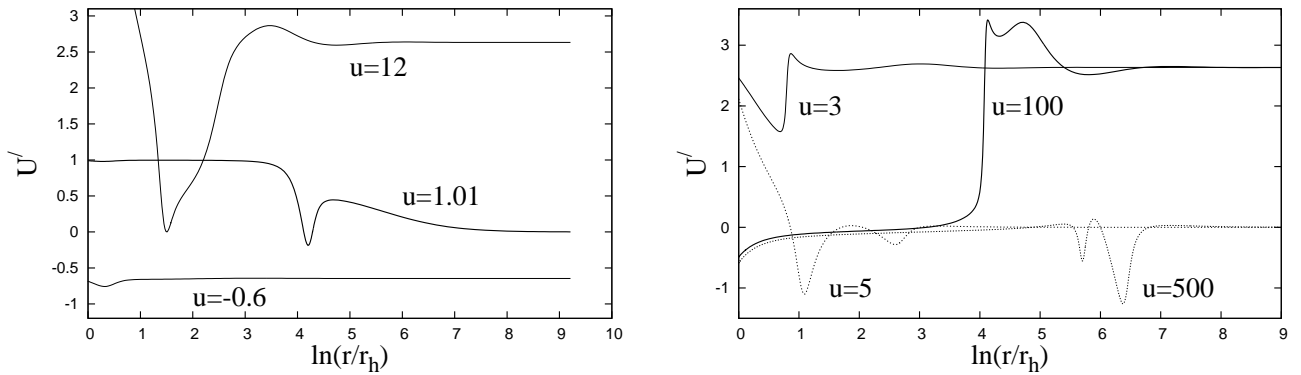 3
2.5
2
1.5
1
0.5
0
-0.5
-1
U′
u=12
u=1.01
u=-0.6
0 1 2 3 4 5 6 7 8 9 10
ln(r/rh)
3
2
1
0
-1
U′
u=3
u=100
u=5
u=500
0 1 2 3 4 5 6 7 8 9
ln(r/rh)